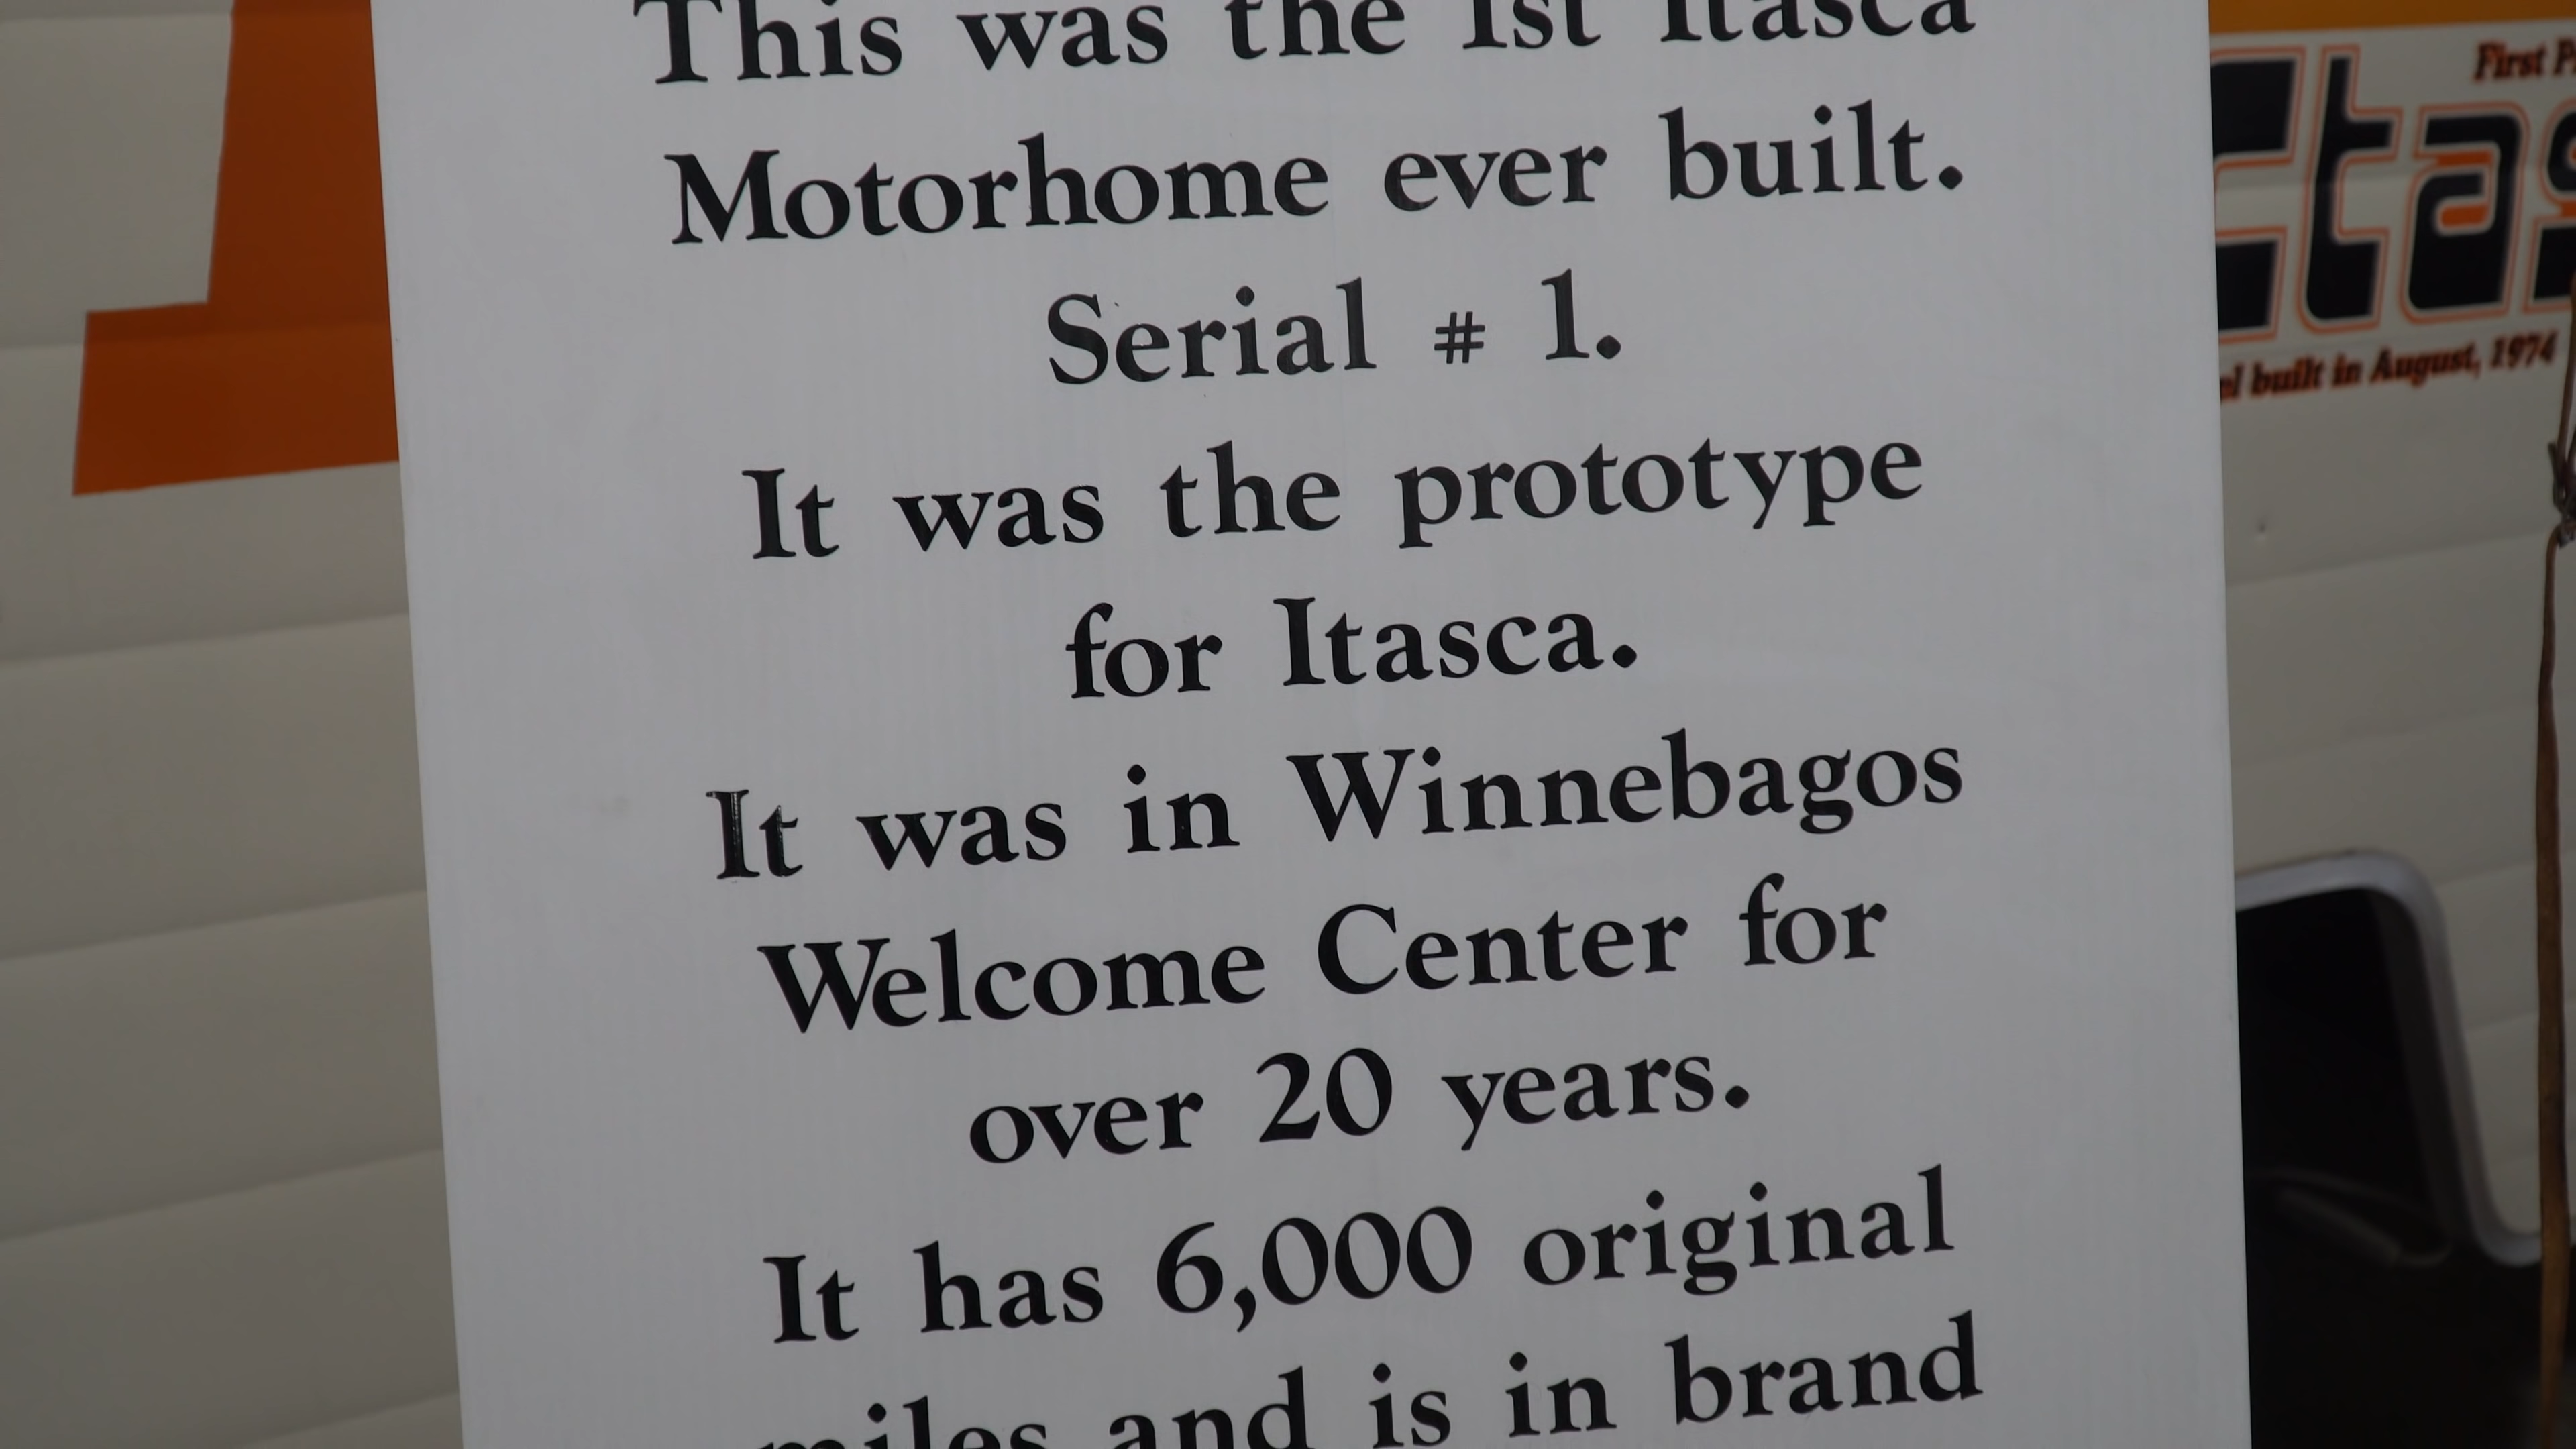 This was the 1st Itasca
Motorhome ever built.
Serial # 1.
It was the prototype
for Itasca.
It was in Winnebagos
Welcome Center for
over 20 years.
It has 6,000 original
miles and is in brand
First
built in August, 1974